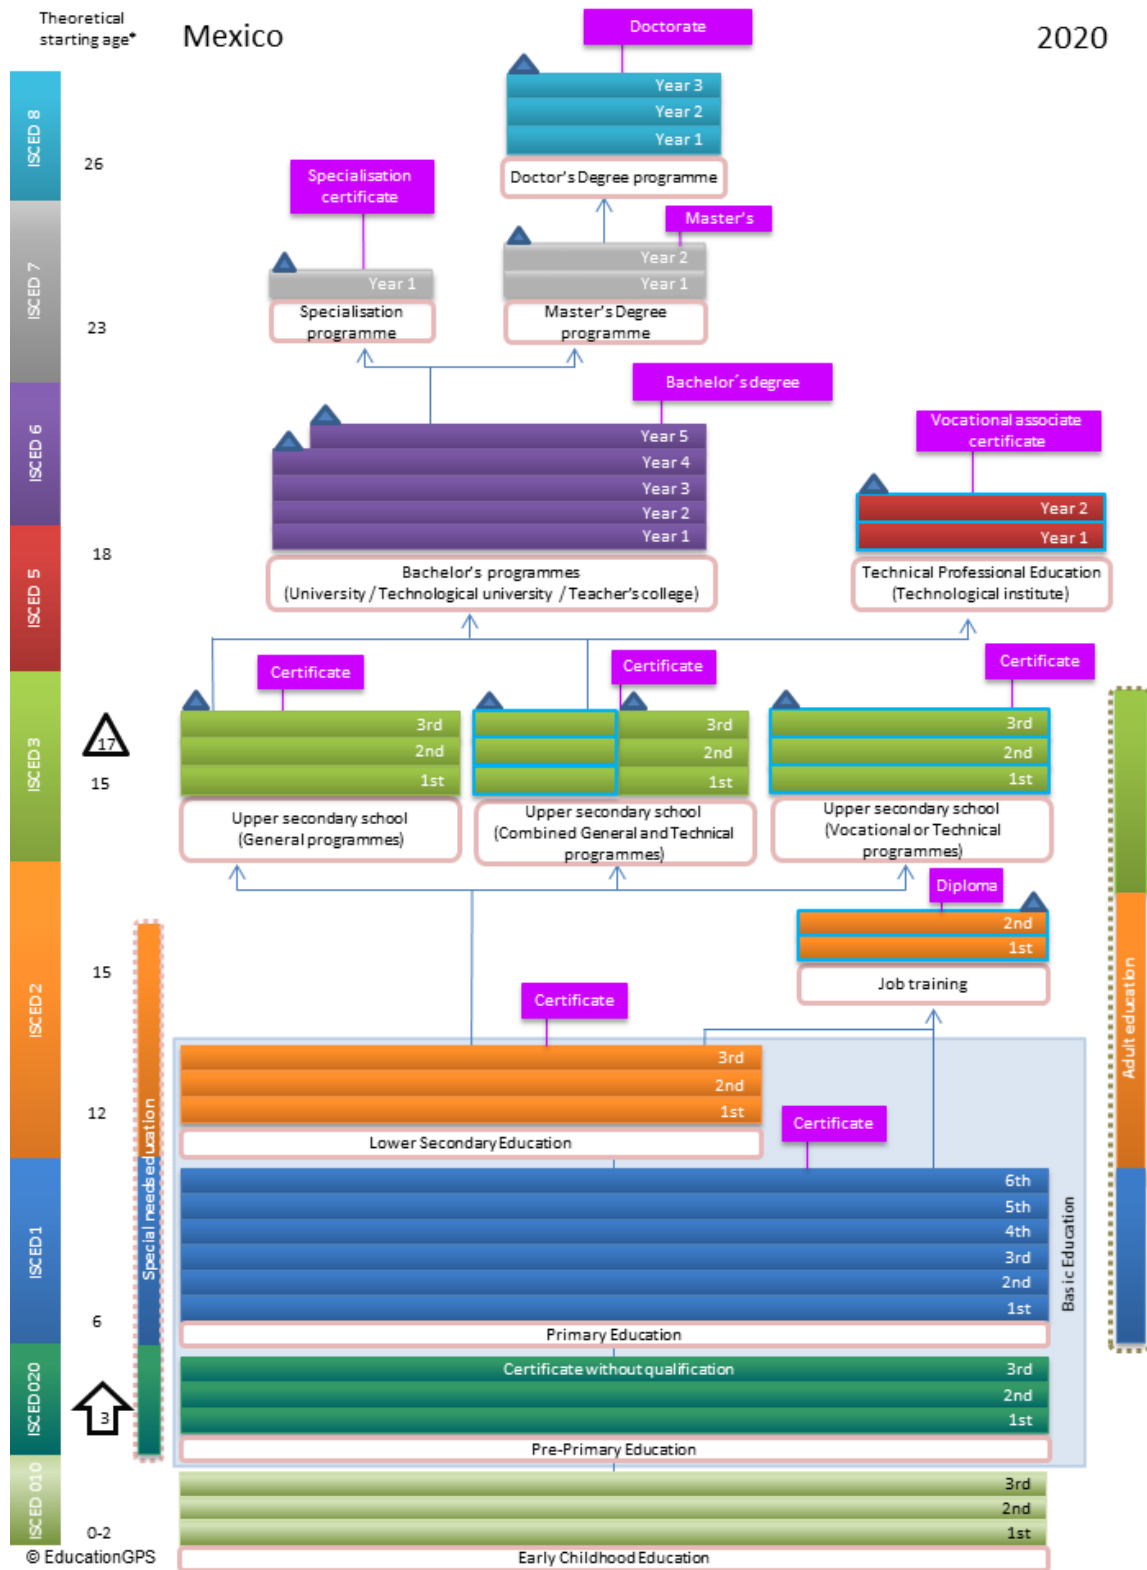 Theoretical
starting age*
Mexico
2020
Doctorate
ISCED 8
Year 3
Year 2
Year 1
26
Doctor's Degree programme
Specialisation
certificate
Master's
ISCED 7
Year 2
Year 1
Year 1
Specialisation
programme
Master's Degree
programme
23
Bachelor´s degree
Vocational associate
certificate
ISCED 6
Year 5
Year 4
Year 3
Year 2
Year 1
Year 2
Year 1
18
ISCED 5
Bachelor's programmes
(University / Technological university / Teacher's college)
Technical Professional Education
(Technological institute)
Certificate
Certificate
Certificate
ISCED 3
17
15
3rd
2nd
1st
3rd
2nd
1st
3rd
2nd
1st
Upper secondary school
(General programmes)
Upper secondary school
(Combined General and Technical
programmes)
Upper secondary school
(Vocational or Technical
programmes)
Diploma
2nd
1st
Job training
ISCED2
15
Certificate
3rd
2nd
1st
12
Lower Secondary Education
Certificate
Special needs education
Adult education
Basic Education
ISCED1
6th
5th
4th
3rd
2nd
1st
6
Primary Education
ISCED020
3
Certificate without qualification
3rd
2nd
1st
Pre-Primary Education
ISCED 010
3rd
2nd
1st
0-2
Early Childhood Education
© EducationGPS